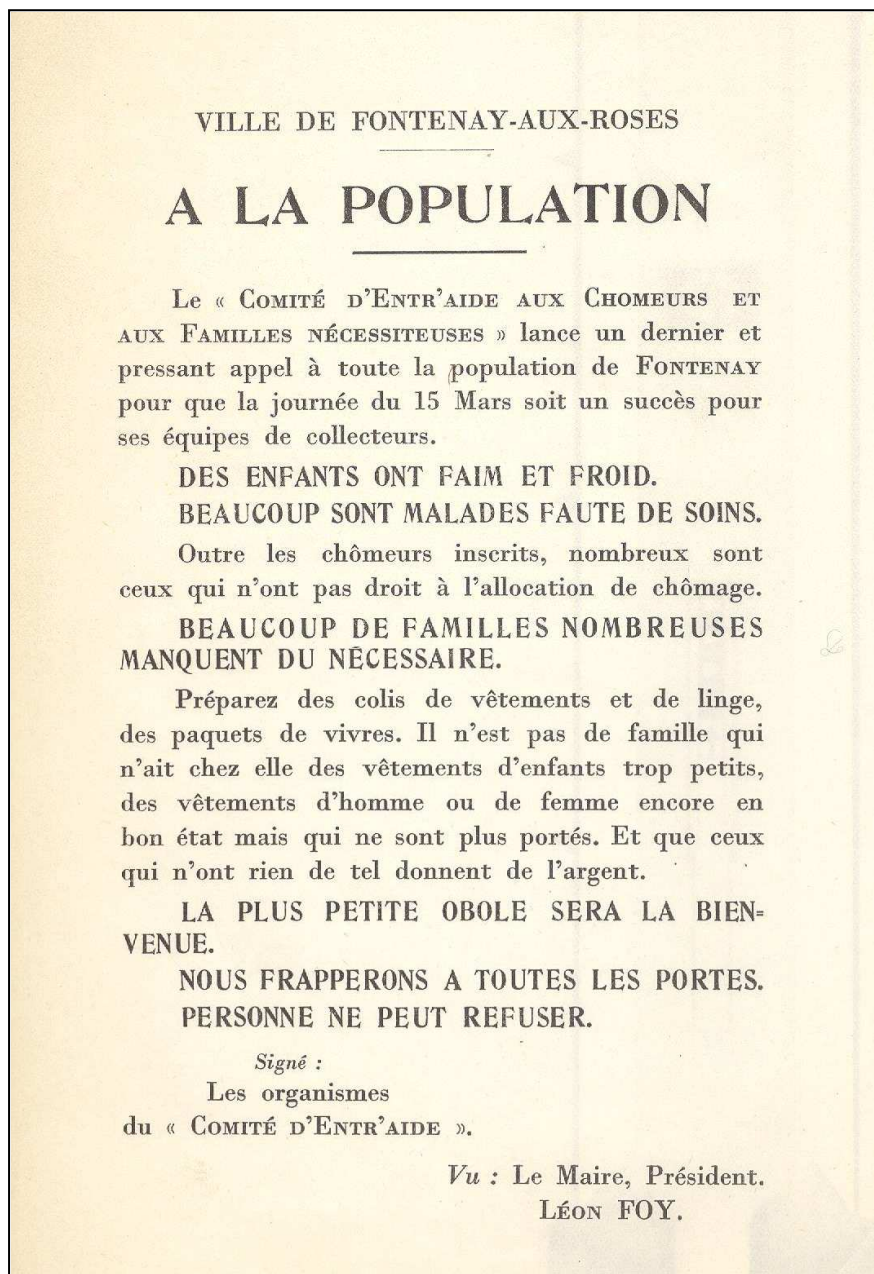 VILLE DE FONTENAY-AUX-ROSES
A LA POPULATION
Le « COMITÉ D'ENTR'AIDE AUX CHOMEURS ET
AUX FAMILLES NÉCESSITEUSES » lance un dernier et
pressant appel à toute la population de FONTENAY
pour que la journée du 15 Mars soit un succès pour
ses équipes de collecteurs.
DES ENFANTS ONT FAIM ET FROID.
BEAUCOUP SONT MALADES FAUTE DE SOINS.
Outre les chômeurs inscrits, nombreux sont
ceux qui n'ont pas droit à l'allocation de chômage.
BEAUCOUP DE FAMILLES NOMBREUSES
MANQUENT DU NÉCESSAIRE.
Préparez des colis de vêtements et de linge,
des paquets de vivres. Il n'est pas de famille qui
n'ait chez elle des vêtements d'enfants trop petits,
des vêtements d'homme ou de femme encore en
bon état mais qui ne sont plus portés. Et que ceux
qui n'ont rien de tel donnent de l'argent.
LA PLUS PETITE OBOLE SERA LA BIEN=
VENUE.
NOUS FRAPPERONS A TOUTES LES PORTES.
PERSONNE NE PEUT REFUSER.
Signé :
Les organismes
du « COMITÉ D'ENTR'AIDE ».
Vu : Le Maire, Président.
LÉON FOY.